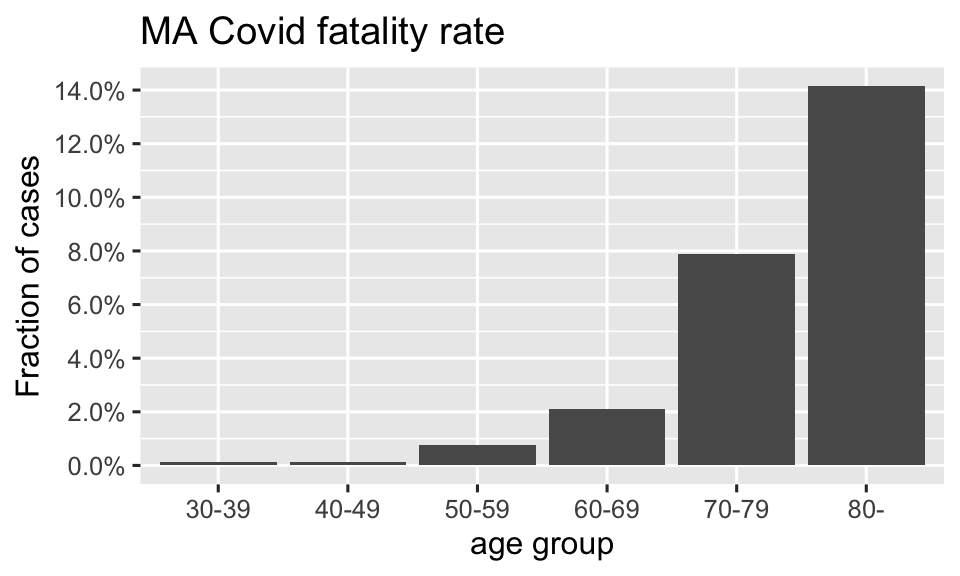 MA Covid fatality rate
14.0%
12.0%
10.0%
8.0%
6.0%
4.0%
2.0%
0.0%
Fraction of cases
30-39 40-49 50-59 60-69 70-79 80-
age group